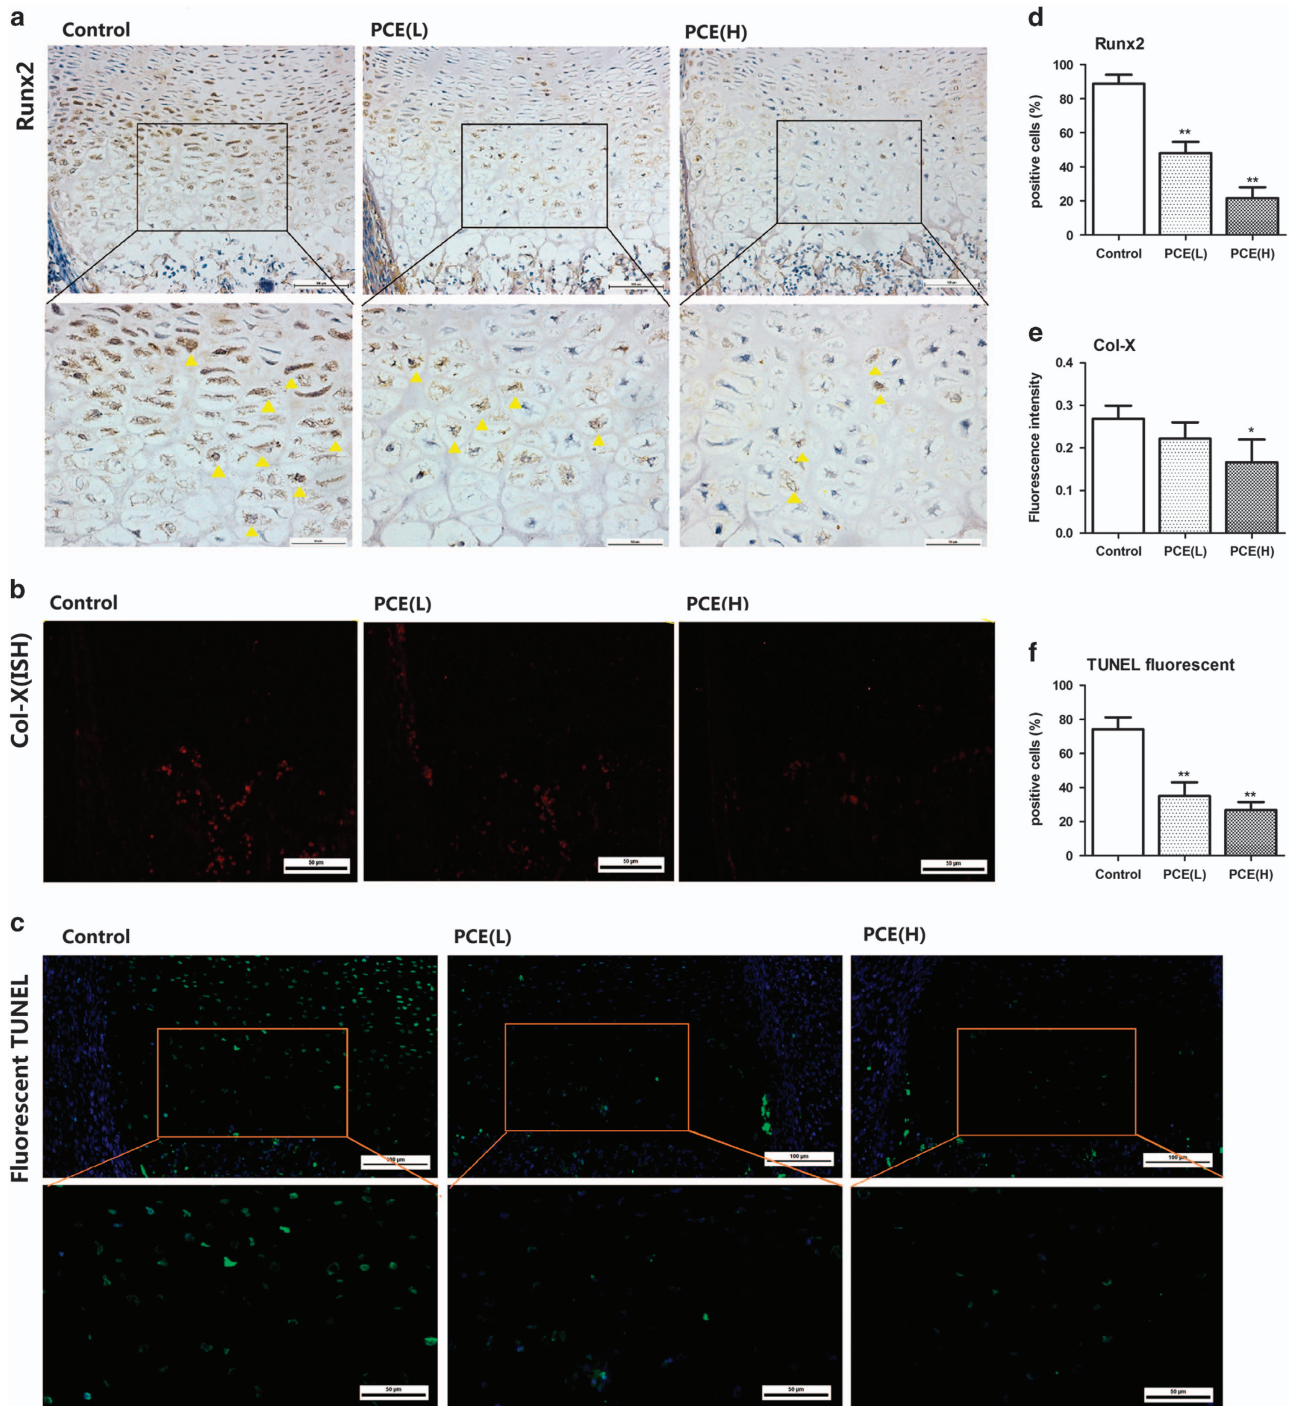 a
Control
PCE(L)
PCE(H)
Runx2
b
Control
PCE(L)
PCE(H)
Col-X(ISH)
50 µm
50 µm
50 µm
c
Control
PCE(L)
PCE(H)
Fluorescent TUNEL
100 µm
100 µm
100 µm
50 µm
50 µm
50 µm
d
Runx2
positive cells (%)
100
80
60
40
20
0
**
**
Control
PCE(L)
PCE(H)
e
Col-X
Fluorescence intensity
0.4
0.3
0.2
0.1
0.0
*
Control
PCE(L)
PCE(H)
f
TUNEL fluorescent
positive cells (%)
100
80
60
40
20
0
**
**
Control
PCE(L)
PCE(H)